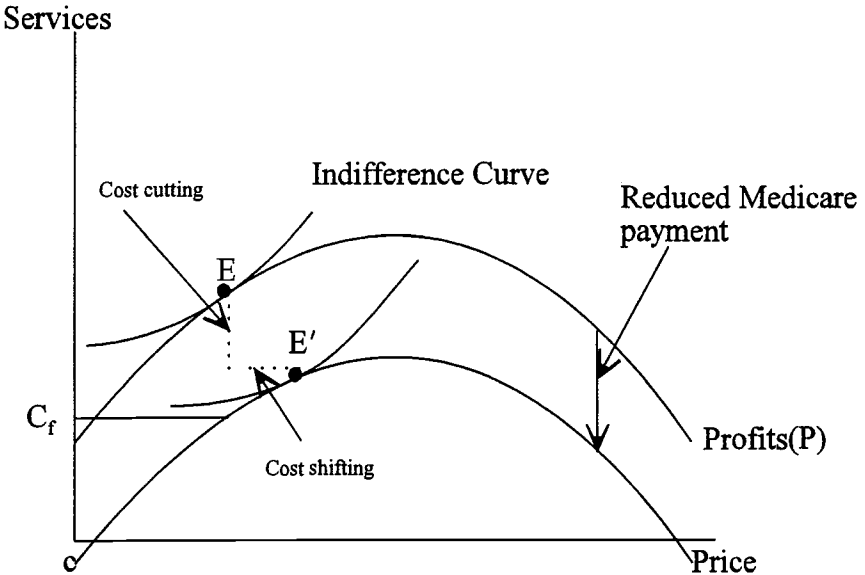 Services
Indifference Curve
Cost cutting
Reduced Medicare
payment
E
E'
C_f
Profits(P)
Cost shifting
c
Price